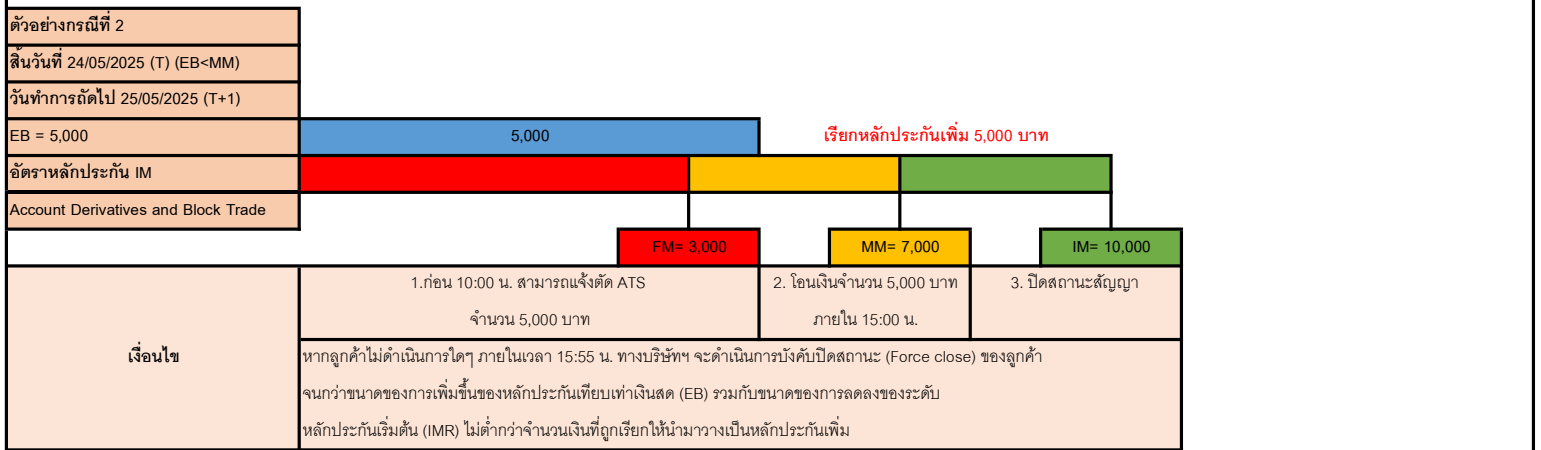 ตัวอย่างกรณีที่ 2
สิ้นวันที่ 24/05/2025 (T) (EB<MM)
วันทำการถัดไป 25/05/2025 (T+1)
EB = 5,000
5,000
เรียกหลักประกันเพิ่ม 5,000 บาท
อัตราหลักประกัน IM
Account Derivatives and Block Trade
FM= 3,000
MM= 7,000
IM= 10,000
เงื่อนไข
1.ก่อน 10:00 น. สามารถแจ้งตัด ATS
จำนวน 5,000 บาท
2. โอนเงินจำนวน 5,000 บาท
ภายใน 15:00 น.
3. ปิดสถานะสัญญา
หากลูกค้าไม่ดำเนินการใดๆ ภายในเวลา 15:55 น. ทางบริษัทฯ จะดำเนินการบังคับปิดสถานะ (Force close) ของลูกค้า
จนกว่าขนาดของการเพิ่มขึ้นของหลักประกันเทียบเท่าเงินสด (EB) รวมกับขนาดของการลดลงของระดับ
หลักประกันเริ่มต้น (IMR) ไม่ต่ำกว่าจำนวนเงินที่ถูกเรียกให้นำมาวางเป็นหลักประกันเพิ่ม